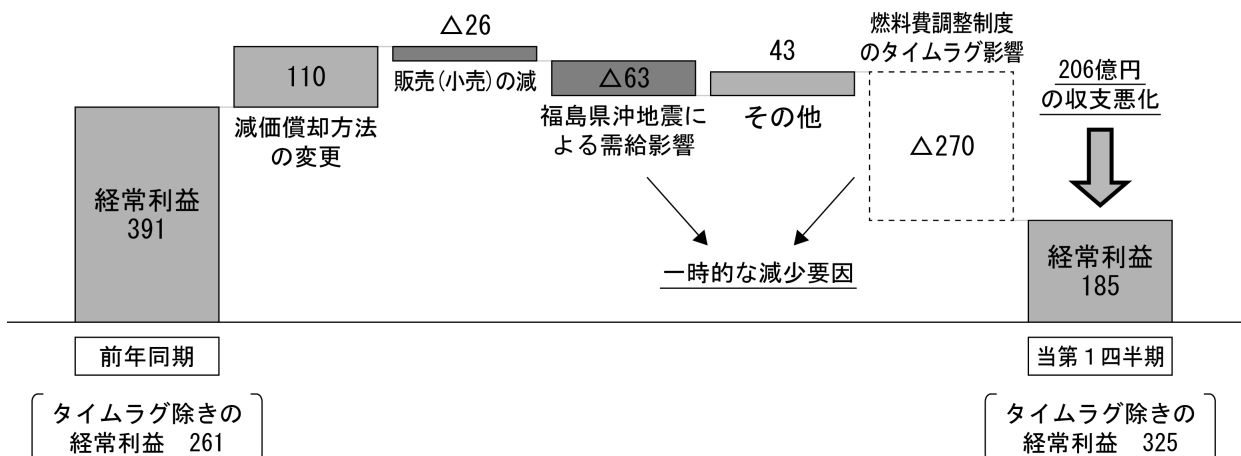 経常利益
391
前年同期
タイムラグ除きの
経常利益 261
110
減価償却方法
の変更
△26
販売(小売)の減
△63
福島県沖地震に
よる需給影響
43
その他
燃料費調整制度
のタイムラグ影響
△270
一時的な減少要因
206億円
の収支悪化
経常利益
185
当第１四半期
タイムラグ除きの
経常利益 325